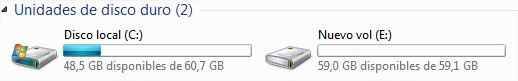 Unidades de disco duro (2)
Disco local (C:)
48,5 GB disponibles de 60,7 GB
Nuevo vol (E:)
59,0 GB disponibles de 59,1 GB